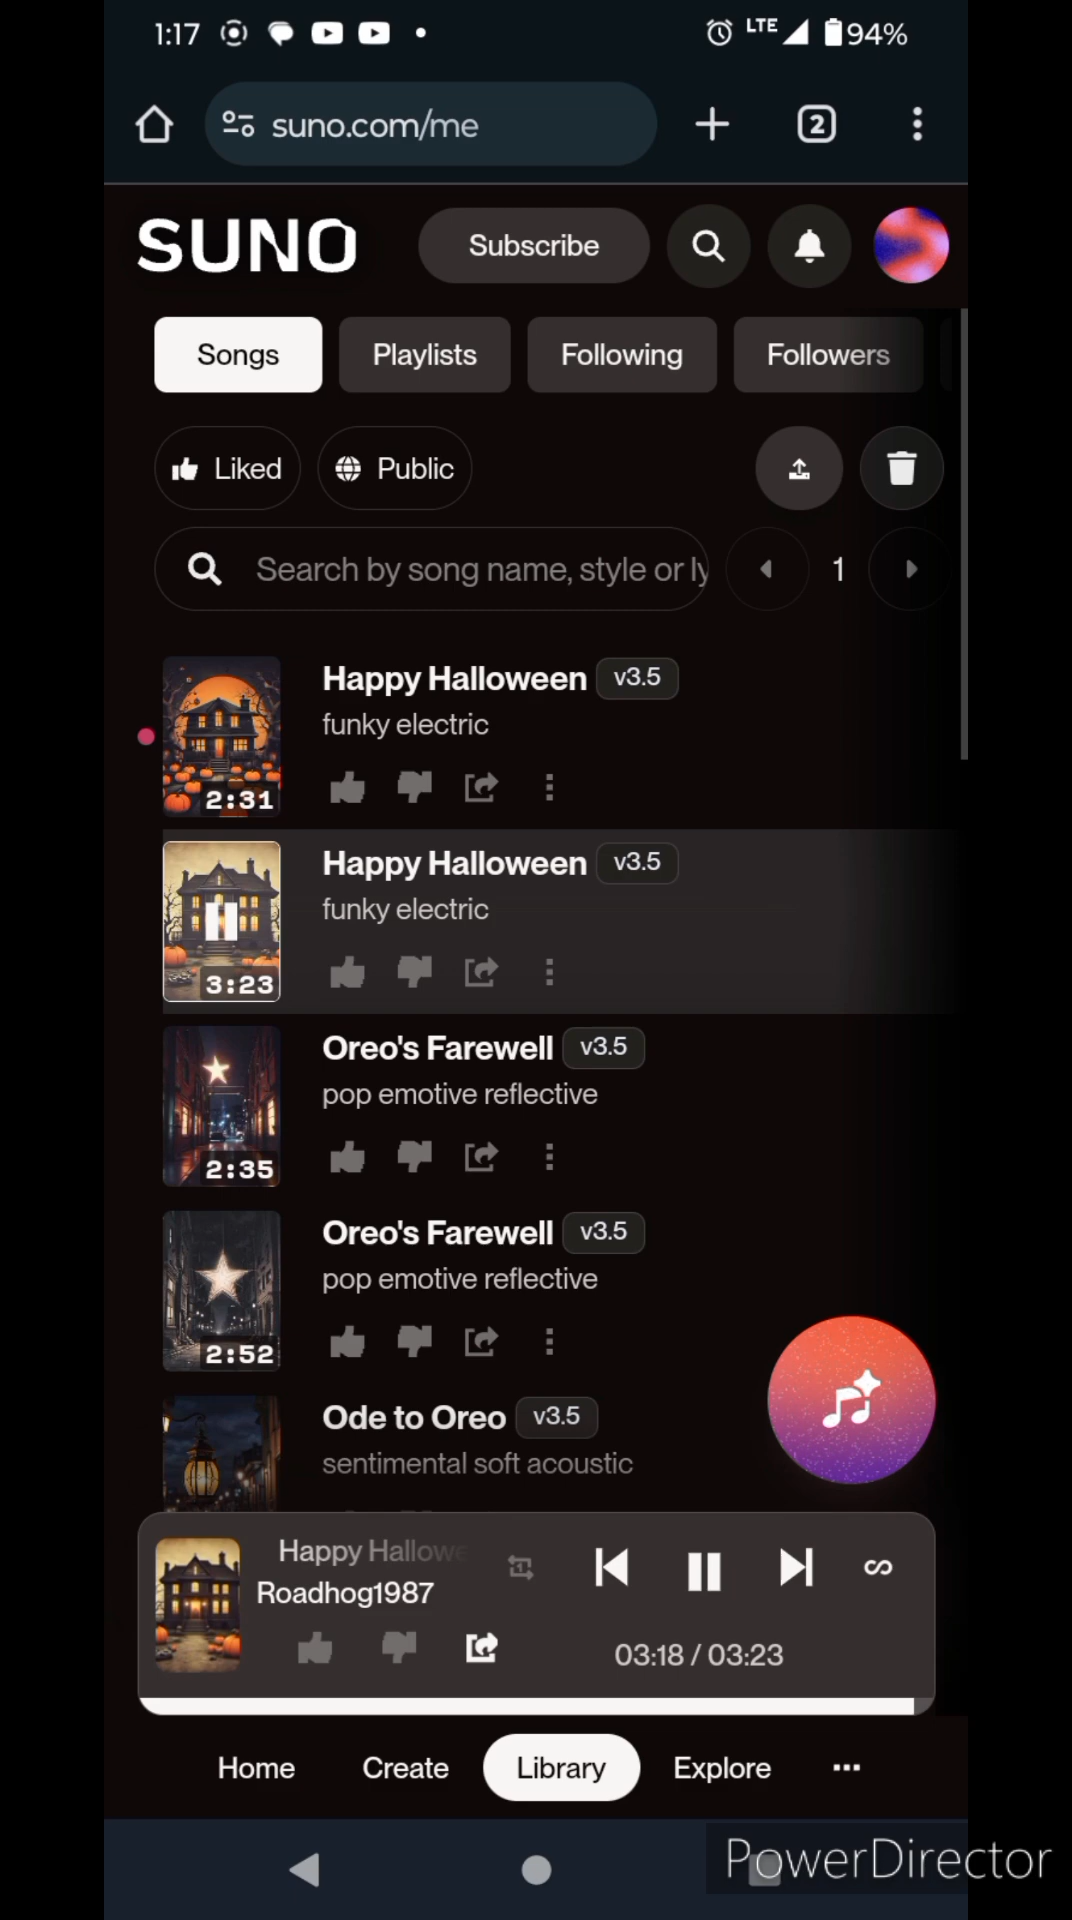 1:17 LTE 94%
suno.com/me 2
SUNO Subscribe
Songs Playlists Following Followers
Liked Public
Search by song name, style or ly 1
Happy Halloween v3.5
funky electric
2:31
Happy Halloween v3.5
funky electric
3:23
Oreo's Farewell v3.5
pop emotive reflective
2:35
Oreo's Farewell v3.5
pop emotive reflective
2:52
Ode to Oreo v3.5
sentimental soft acoustic
Happy Hallowe
Roadhog1987
03:18 / 03:23
Home Create Library Explore
PowerDirector